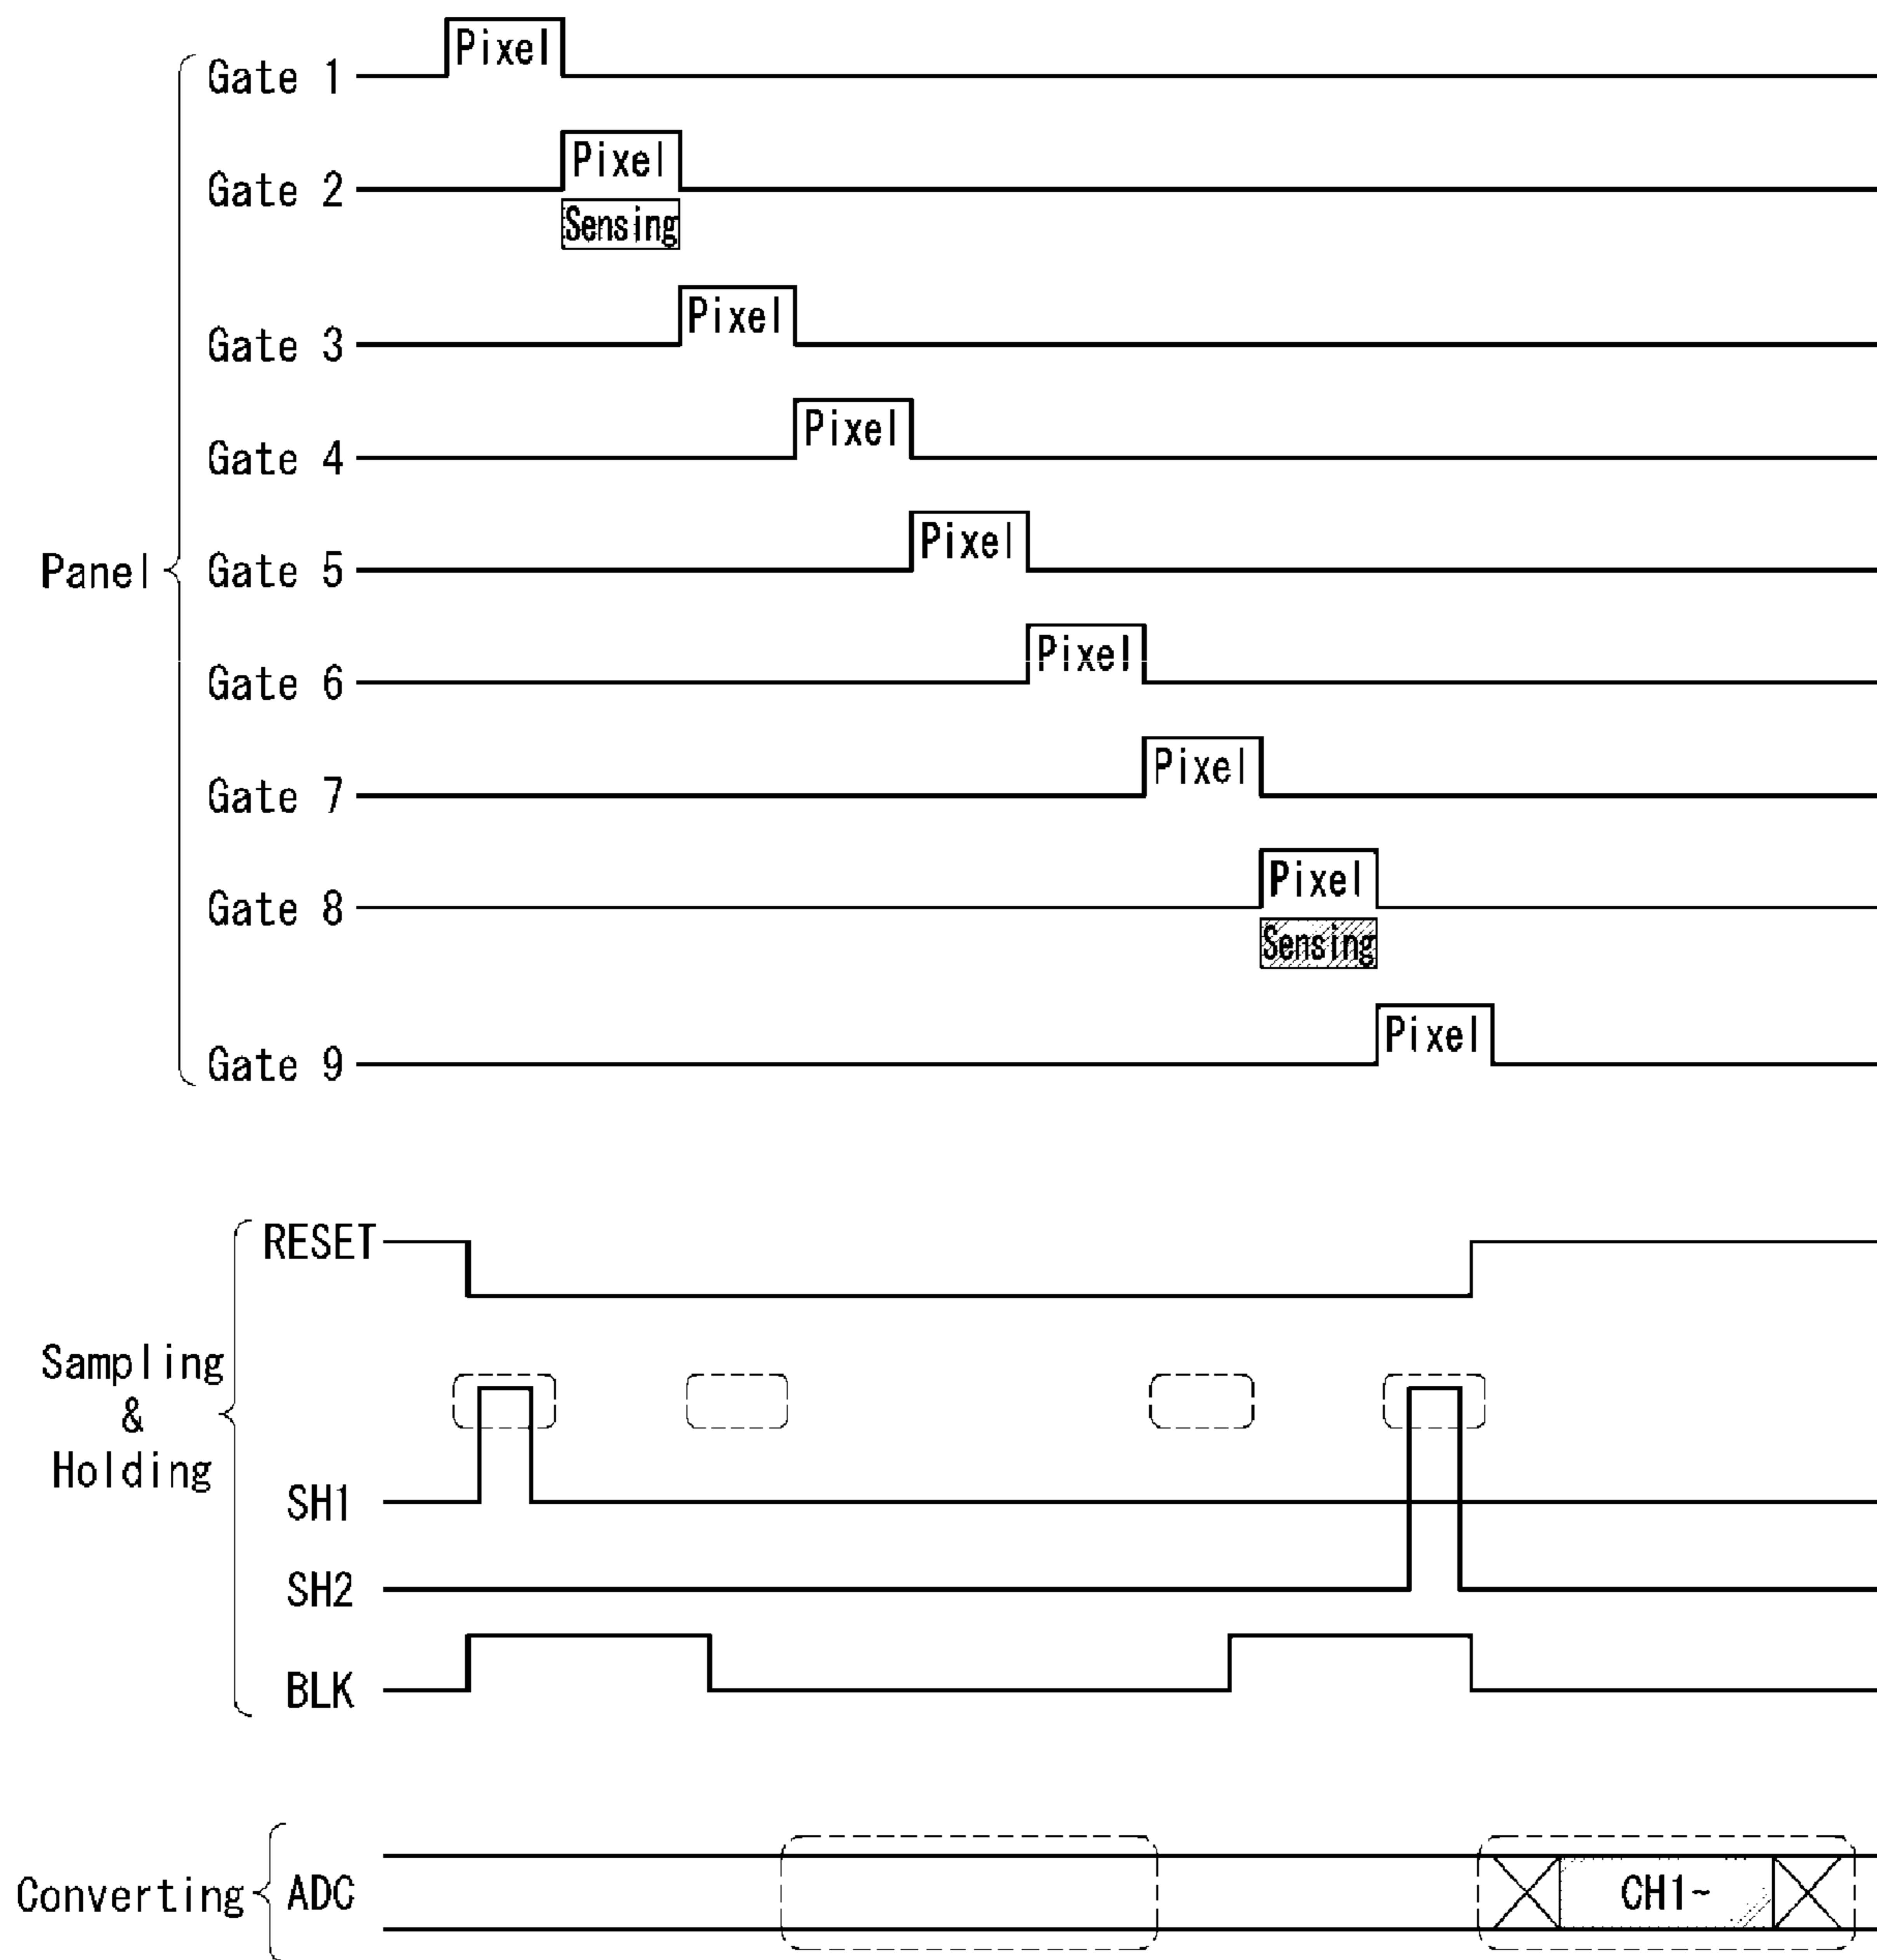 Panel
Gate 1
Pixel
Gate 2
Pixel
Sensing
Gate 3
Pixel
Gate 4
Pixel
Gate 5
Pixel
Gate 6
Pixel
Gate 7
Pixel
Gate 8
Pixel
Sensing
Gate 9
Pixel
Sampling
&
Holding
RESET
SH1
SH2
BLK
Converting
ADC
CH1~